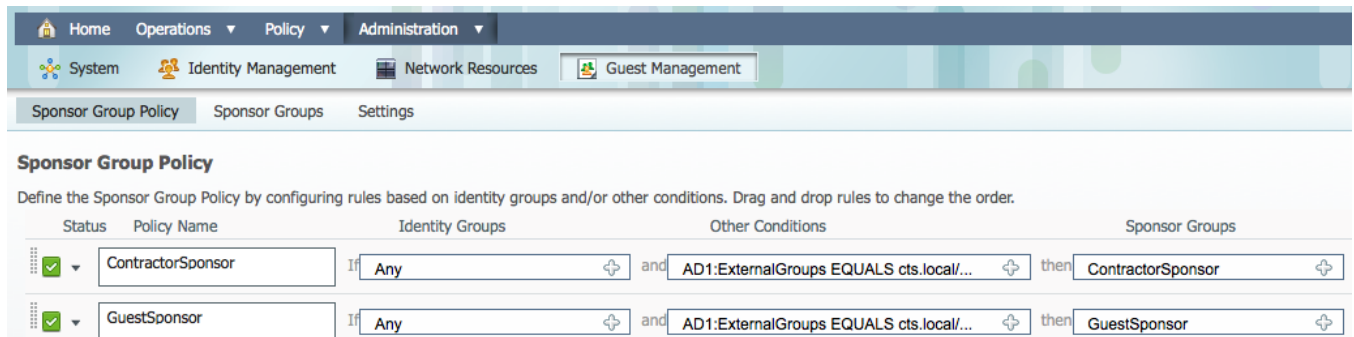 Home Operations ▼ Policy ▼ Administration ▼
System Identity Management Network Resources Guest Management
Sponsor Group Policy Sponsor Groups Settings
Sponsor Group Policy
Define the Sponsor Group Policy by configuring rules based on identity groups and/or other conditions. Drag and drop rules to change the order.
Status Policy Name Identity Groups Other Conditions Sponsor Groups
ContractorSponsor If Any and AD1:ExternalGroups EQUALS cts.local/... then ContractorSponsor
GuestSponsor If Any and AD1:ExternalGroups EQUALS cts.local/... then GuestSponsor